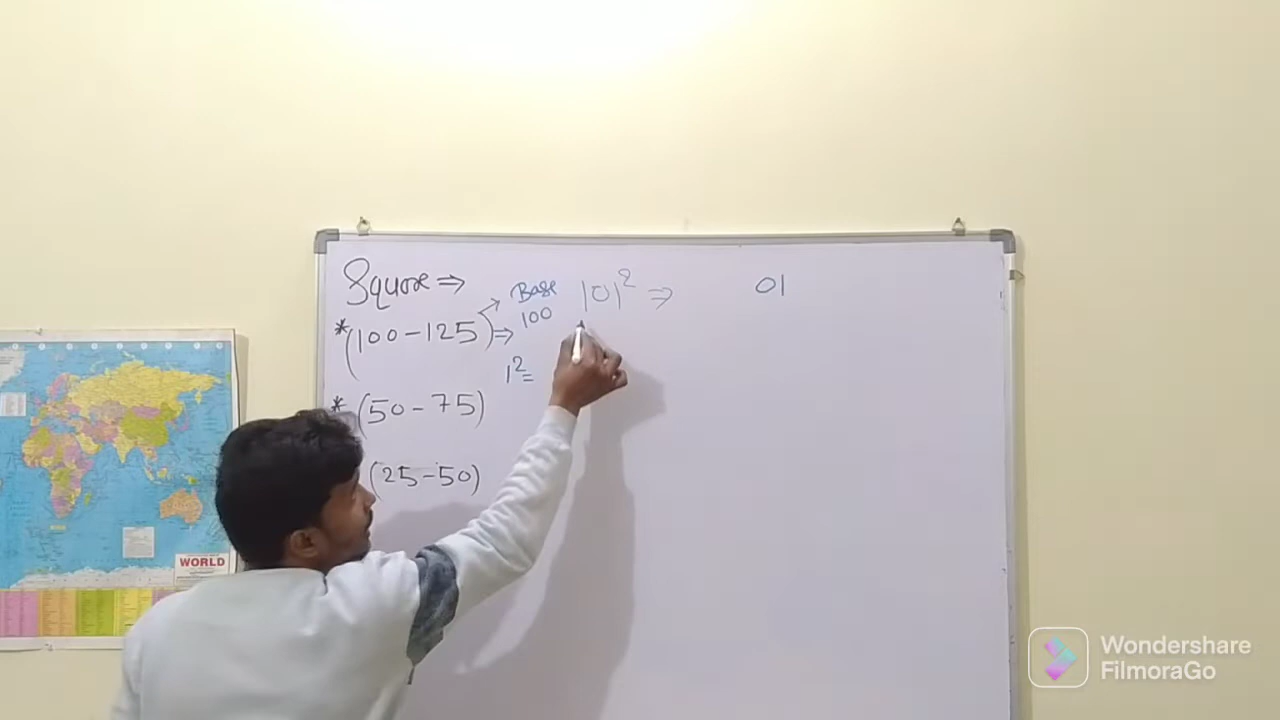 Square ⇒
Base
100
101² ⇒ 01
*(100-125) ⇒
1² =
*(50-75)
(25-50)
WORLD
Wondershare
FilmoraGo